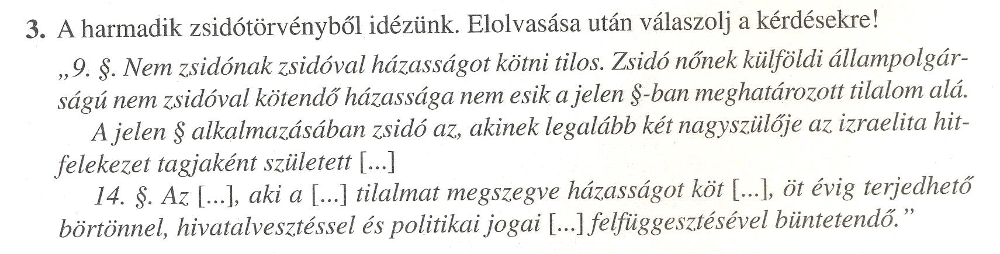 3. A harmadik zsidótörvényből idézünk. Elolvasása után válaszolj a kérdésekre!
„9. §. Nem zsidónak zsidóval házasságot kötni tilos. Zsidó nőnek külföldi állampolgár-
ságú nem zsidóval kötendő házassága nem esik a jelen §-ban meghatározott tilalom alá.
A jelen § alkalmazásában zsidó az, akinek legalább két nagyszülője az izraelita hit-
felekezet tagjaként született [...]
14. §. Az [...], aki a [...] tilalmat megszegve házasságot köt [...], öt évig terjedhető
börtönnel, hivatalvesztéssel és politikai jogai [...] felfüggesztésével büntetendő.”